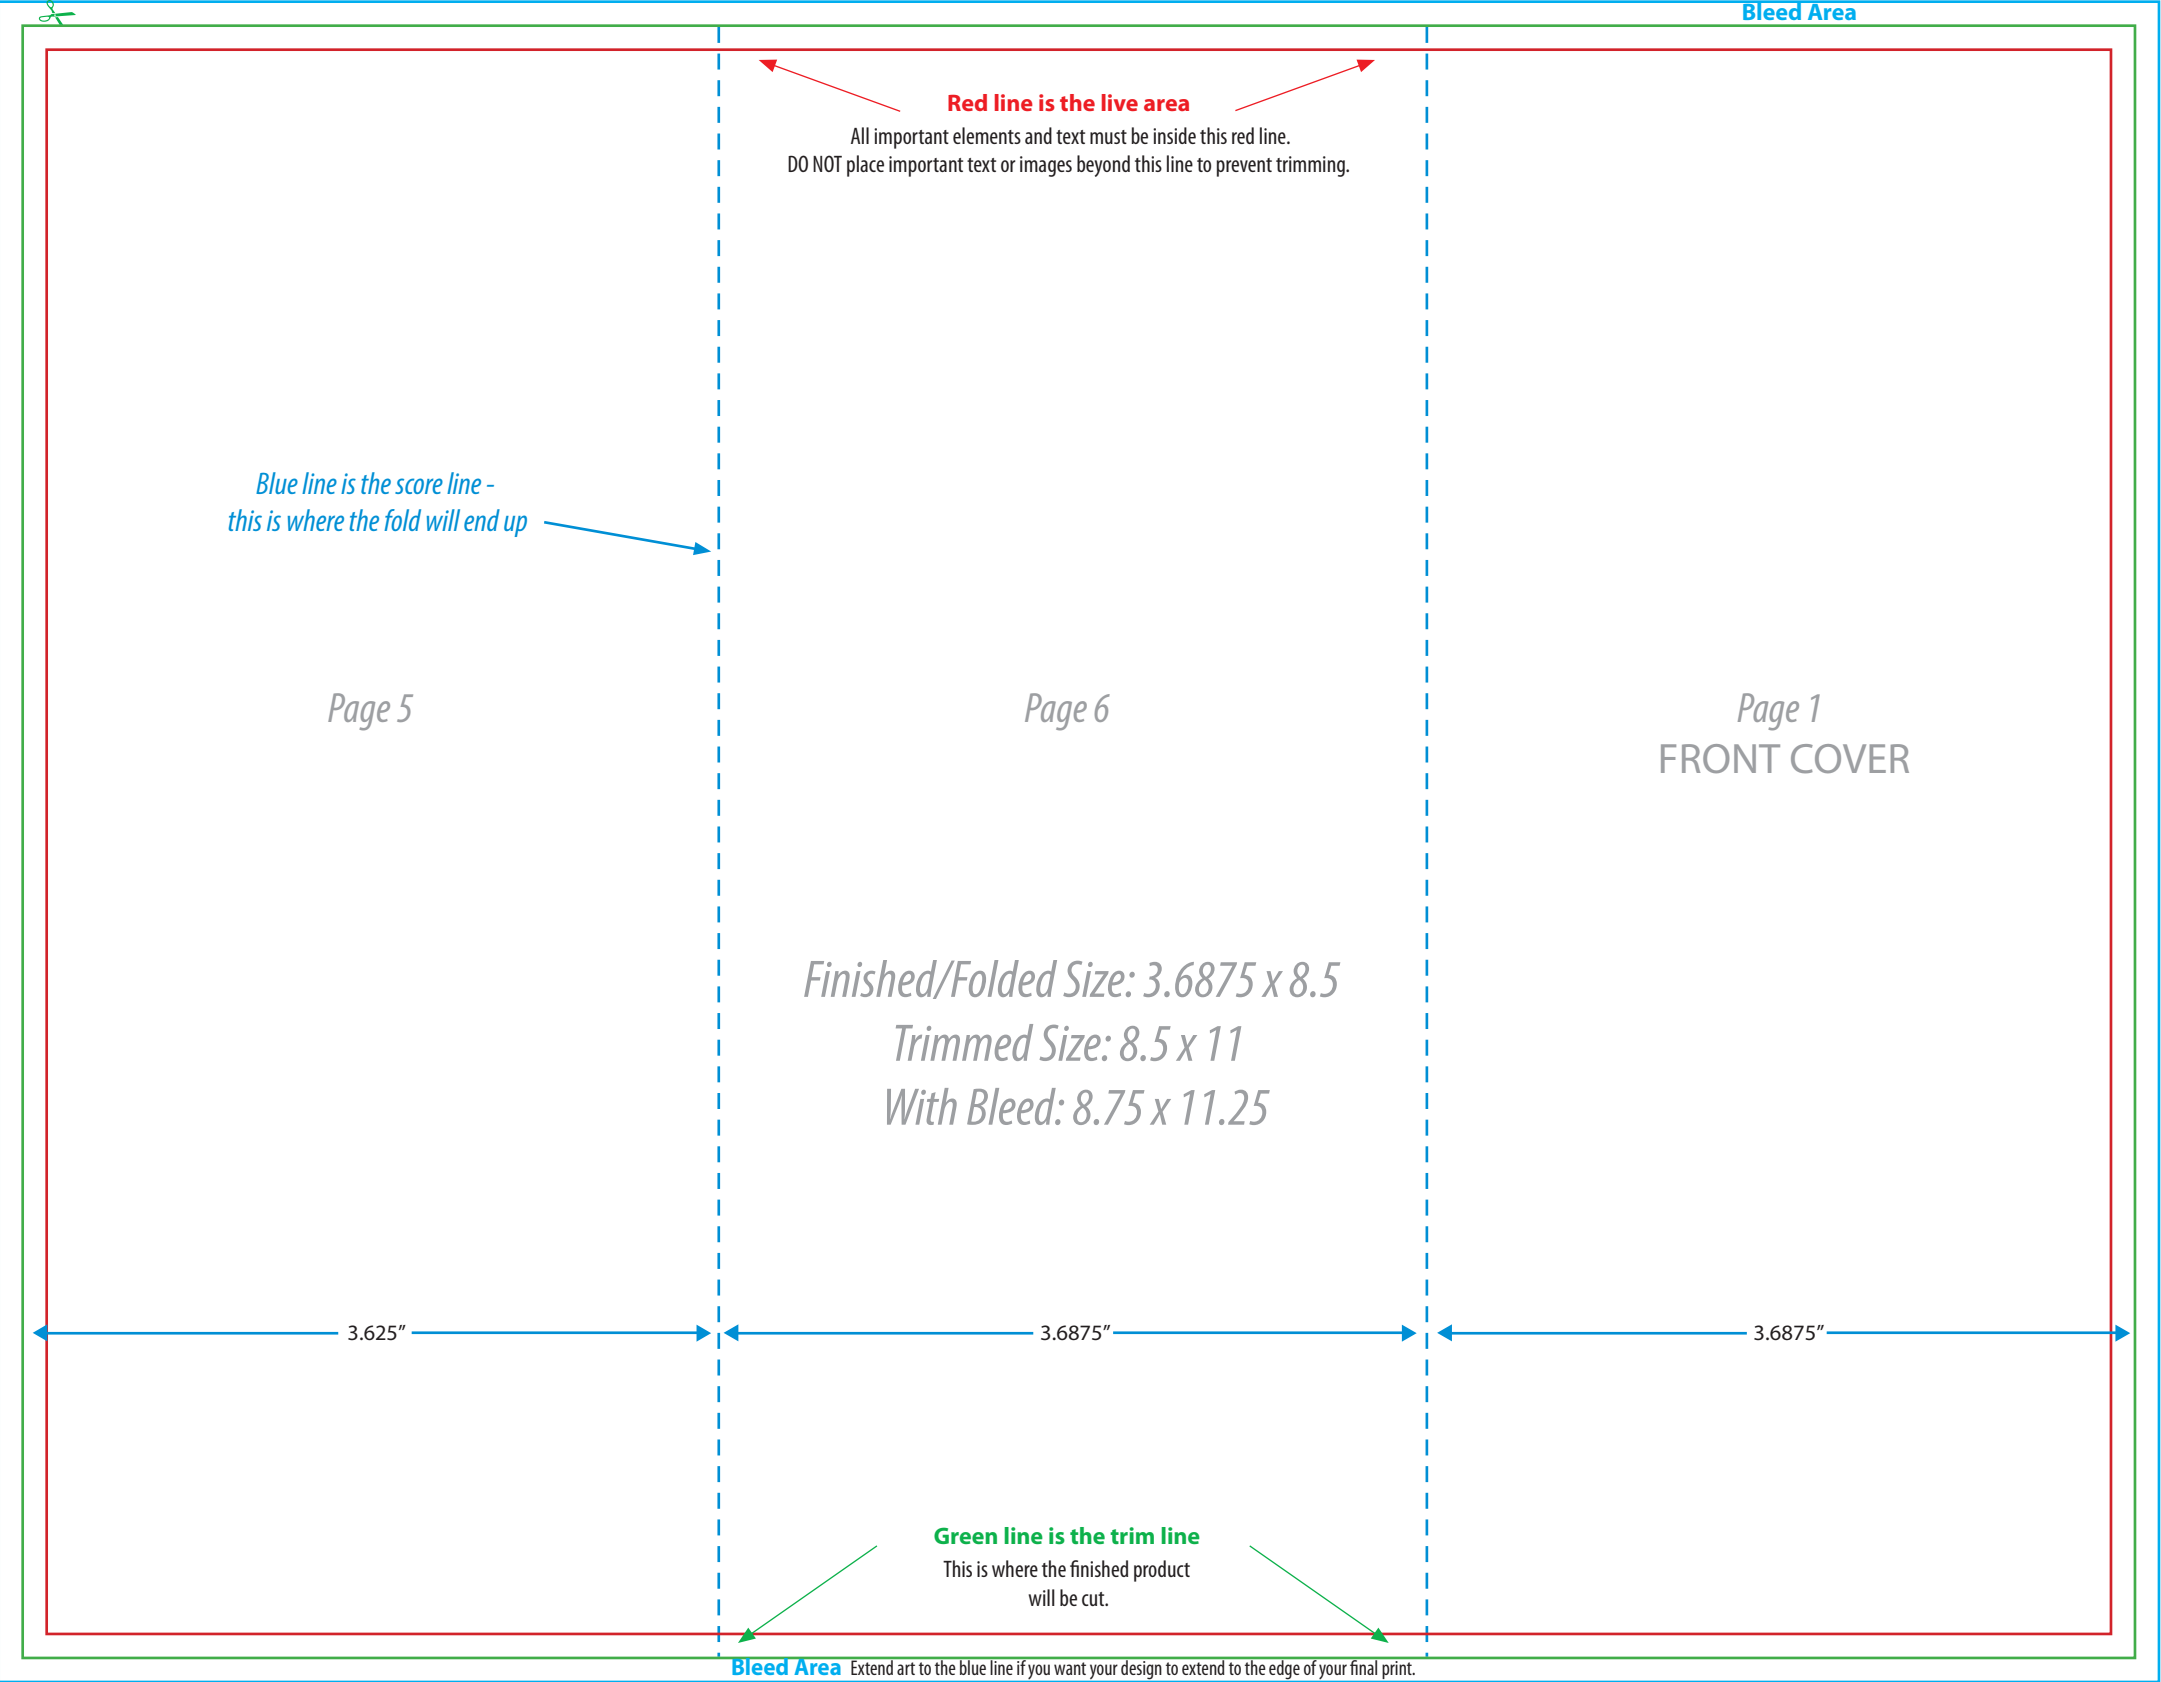 Bleed Area
Red line is the live area
All important elements and text must be inside this red line.
DO NOT place important text or images beyond this line to prevent trimming.
Blue line is the score line -
this is where the fold will end up
Page 5
Page 6
Page 1
FRONT COVER
Finished/Folded Size: 3.6875 x 8.5
Trimmed Size: 8.5 x 11
With Bleed: 8.75 x 11.25
3.625”
3.6875”
3.6875”
Green line is the trim line
This is where the finished product
will be cut.
Bleed Area Extend art to the blue line if you want your design to extend to the edge of your final print.